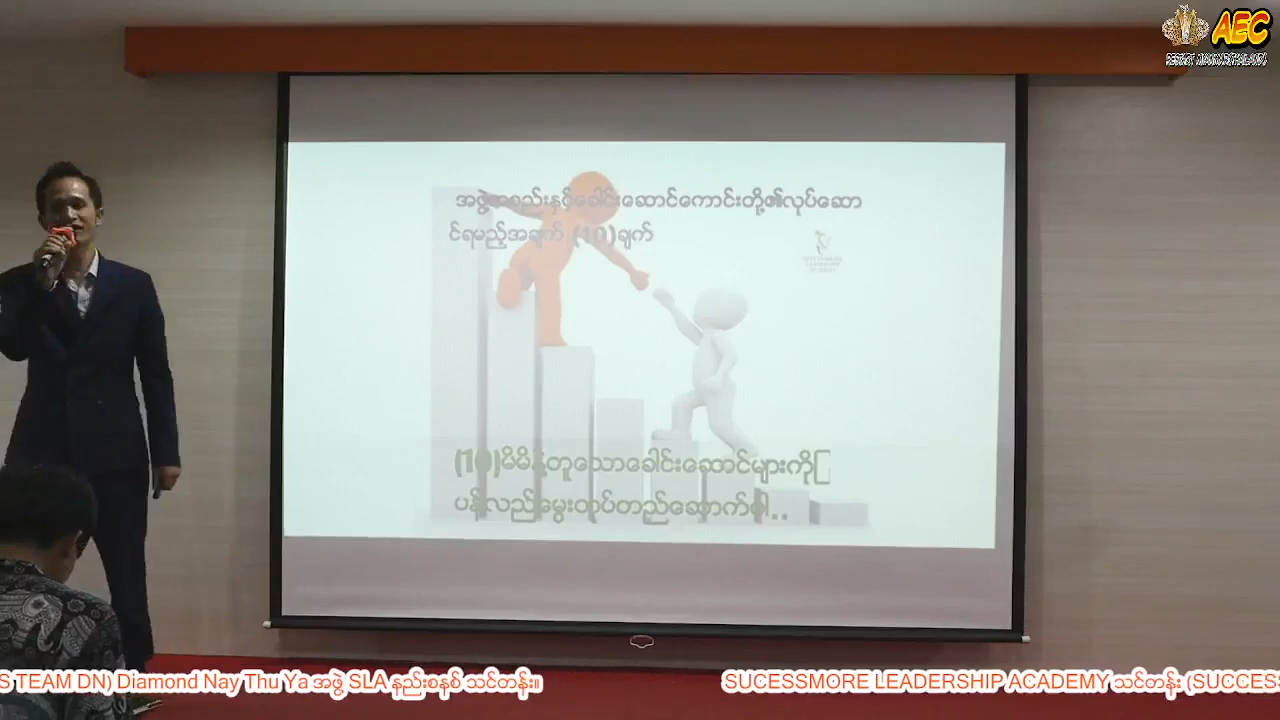 AEC
အဖွဲ့အစည်းနှင့်ခေါင်းဆောင်ကောင်းတို့၏လုပ်ဆော
င်ရမည့်အချက် (10)ချက်
(10)မိမိနဲ့တူသောခေါင်းဆောင်များကိုြ
ပန်လည်မွေးထုပ်တည်ဆောက်ပါ..
S TEAM DN) Diamond Nay Thu Ya အဖွဲ့ SLA နည်းစနစ် သင်တန်း။ SUCESSMORE LEADERSHIP ACADEMY သင်တန်း (SUCCESS